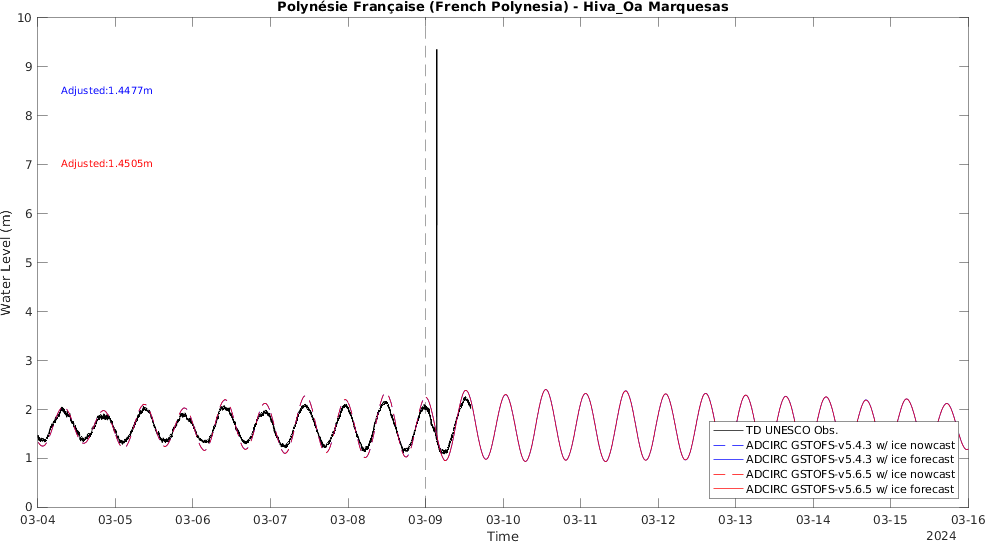 Polynésie Française (French Polynesia) - Hiva_Oa Marquesas
10
9
8
7
6
5
4
3
2
1
0
Water Level (m)
Adjusted:1.4477m
Adjusted:1.4505m
TD UNESCO Obs.
ADCIRC GSTOFS-v5.4.3 w/ ice nowcast
ADCIRC GSTOFS-v5.4.3 w/ ice forecast
ADCIRC GSTOFS-v5.6.5 w/ ice nowcast
ADCIRC GSTOFS-v5.6.5 w/ ice forecast
03-04 03-05 03-06 03-07 03-08 03-09 03-10 03-11 03-12 03-13 03-14 03-15 03-16
Time
2024